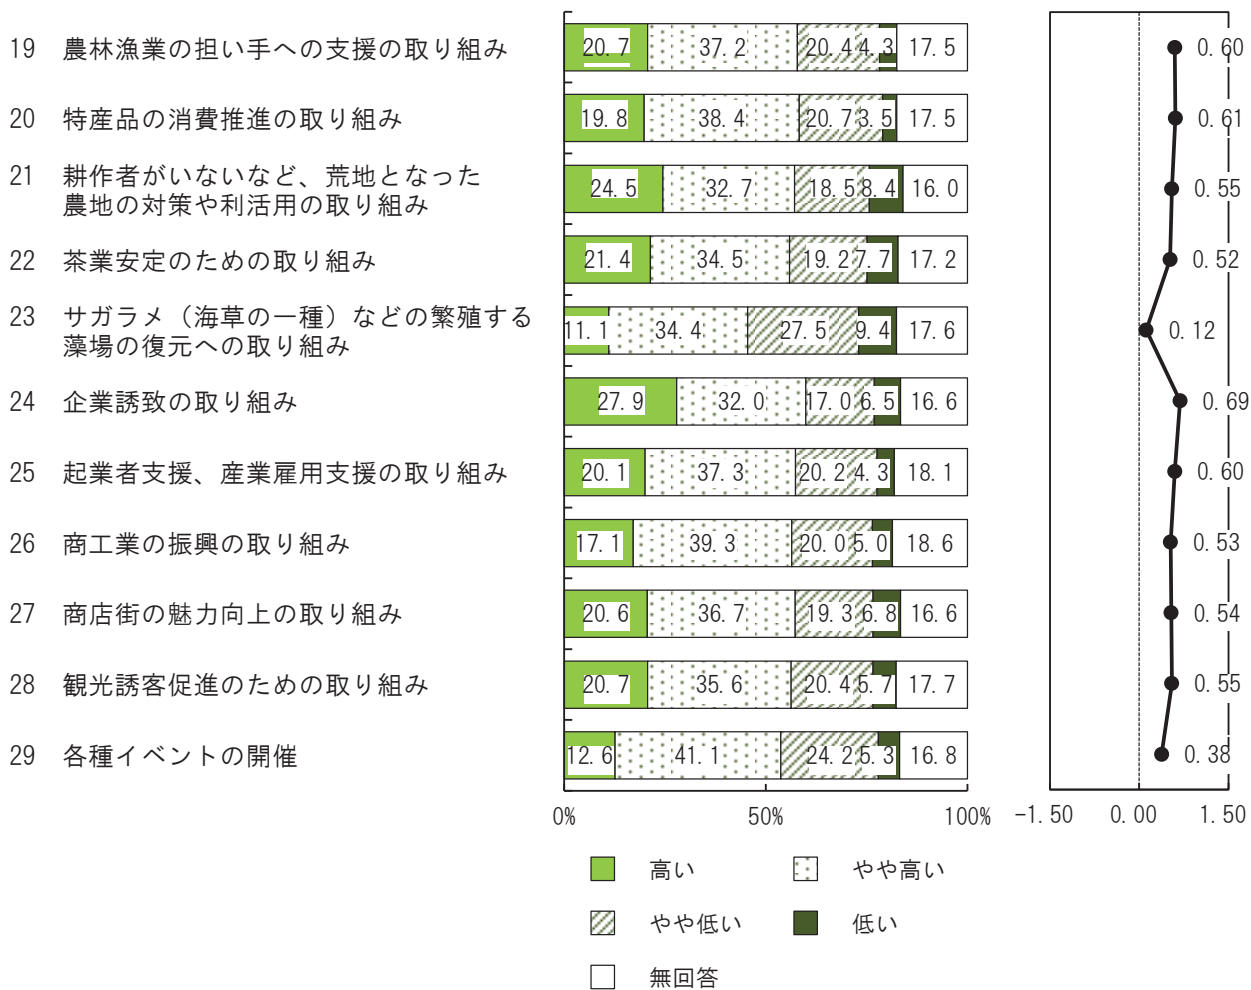 19 農林漁業の担い手への支援の取り組み 20.7 37.2 20.4 4.3 17.5 0.60
20 特産品の消費推進の取り組み 19.8 38.4 20.7 3.5 17.5 0.61
21 耕作者がいないなど、荒地となった
農地の対策や利活用の取り組み 24.5 32.7 18.5 8.4 16.0 0.55
22 茶業安定のための取り組み 21.4 34.5 19.2 7.7 17.2 0.52
23 サガラメ（海草の一種）などの繁殖する
藻場の復元への取り組み 11.1 34.4 27.5 9.4 17.6 0.12
24 企業誘致の取り組み 27.9 32.0 17.0 6.5 16.6 0.69
25 起業者支援、産業雇用支援の取り組み 20.1 37.3 20.2 4.3 18.1 0.60
26 商工業の振興の取り組み 17.1 39.3 20.0 5.0 18.6 0.53
27 商店街の魅力向上の取り組み 20.6 36.7 19.3 6.8 16.6 0.54
28 観光誘客促進のための取り組み 20.7 35.6 20.4 5.7 17.7 0.55
29 各種イベントの開催 12.6 41.1 24.2 5.3 16.8 0.38
0% 50% 100% -1.50 0.00 1.50
高い やや高い
やや低い 低い
無回答